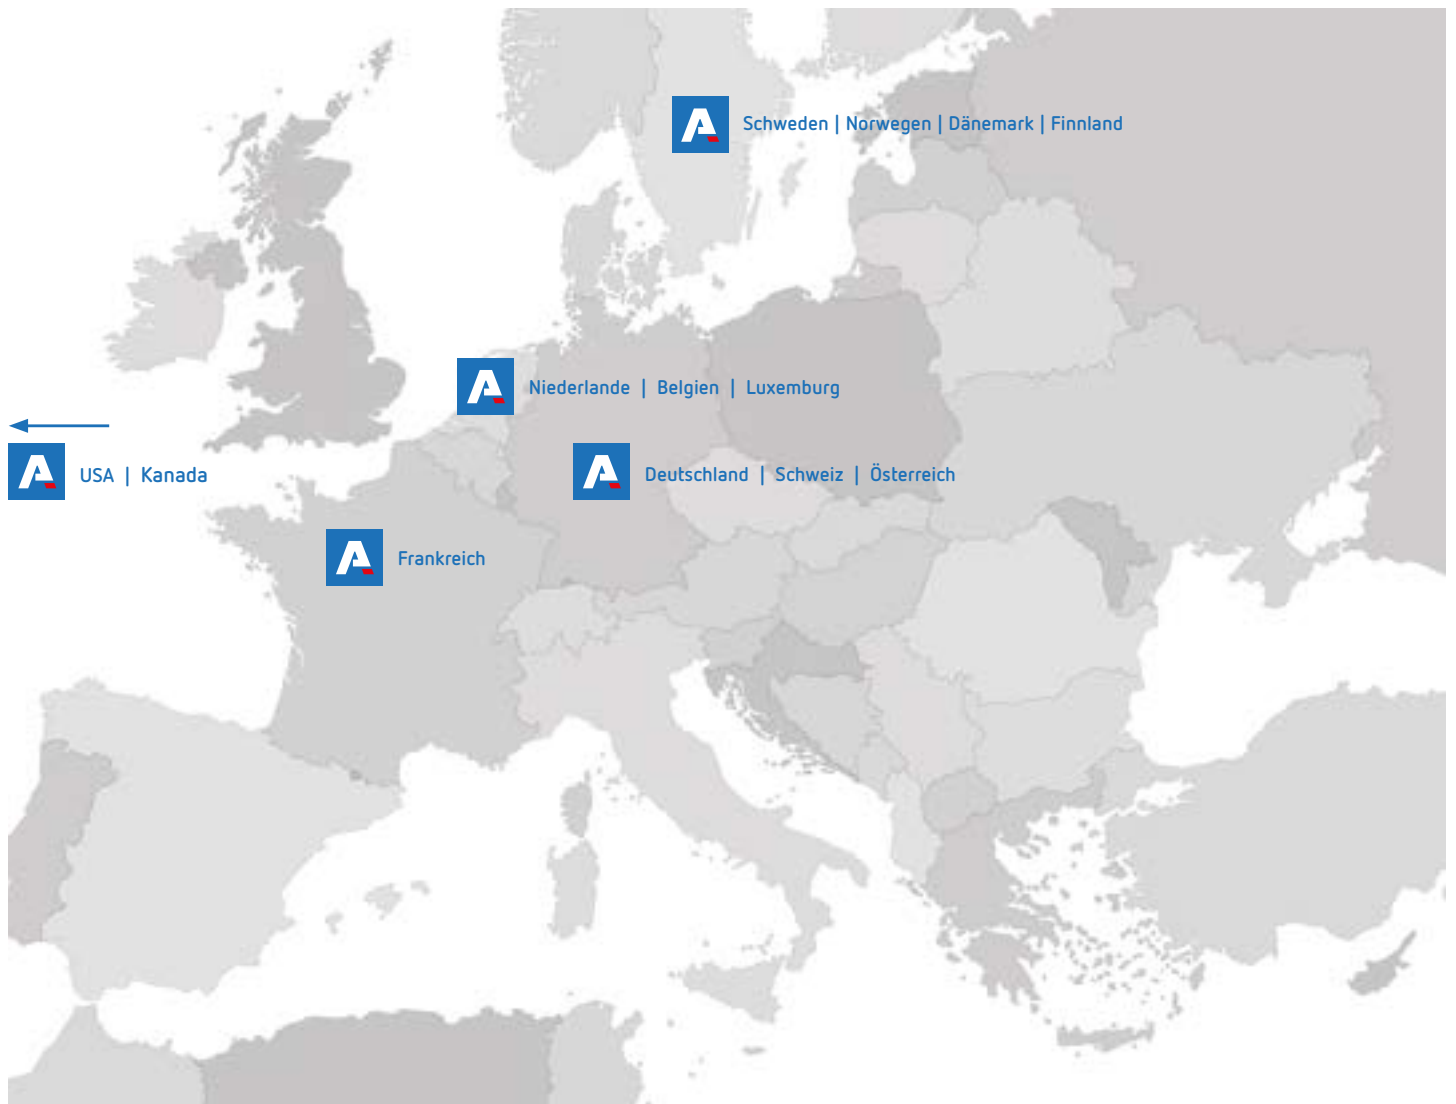 Schweden | Norwegen | Dänemark | Finnland
Niederlande | Belgien | Luxemburg
USA | Kanada
Deutschland | Schweiz | Österreich
Frankreich